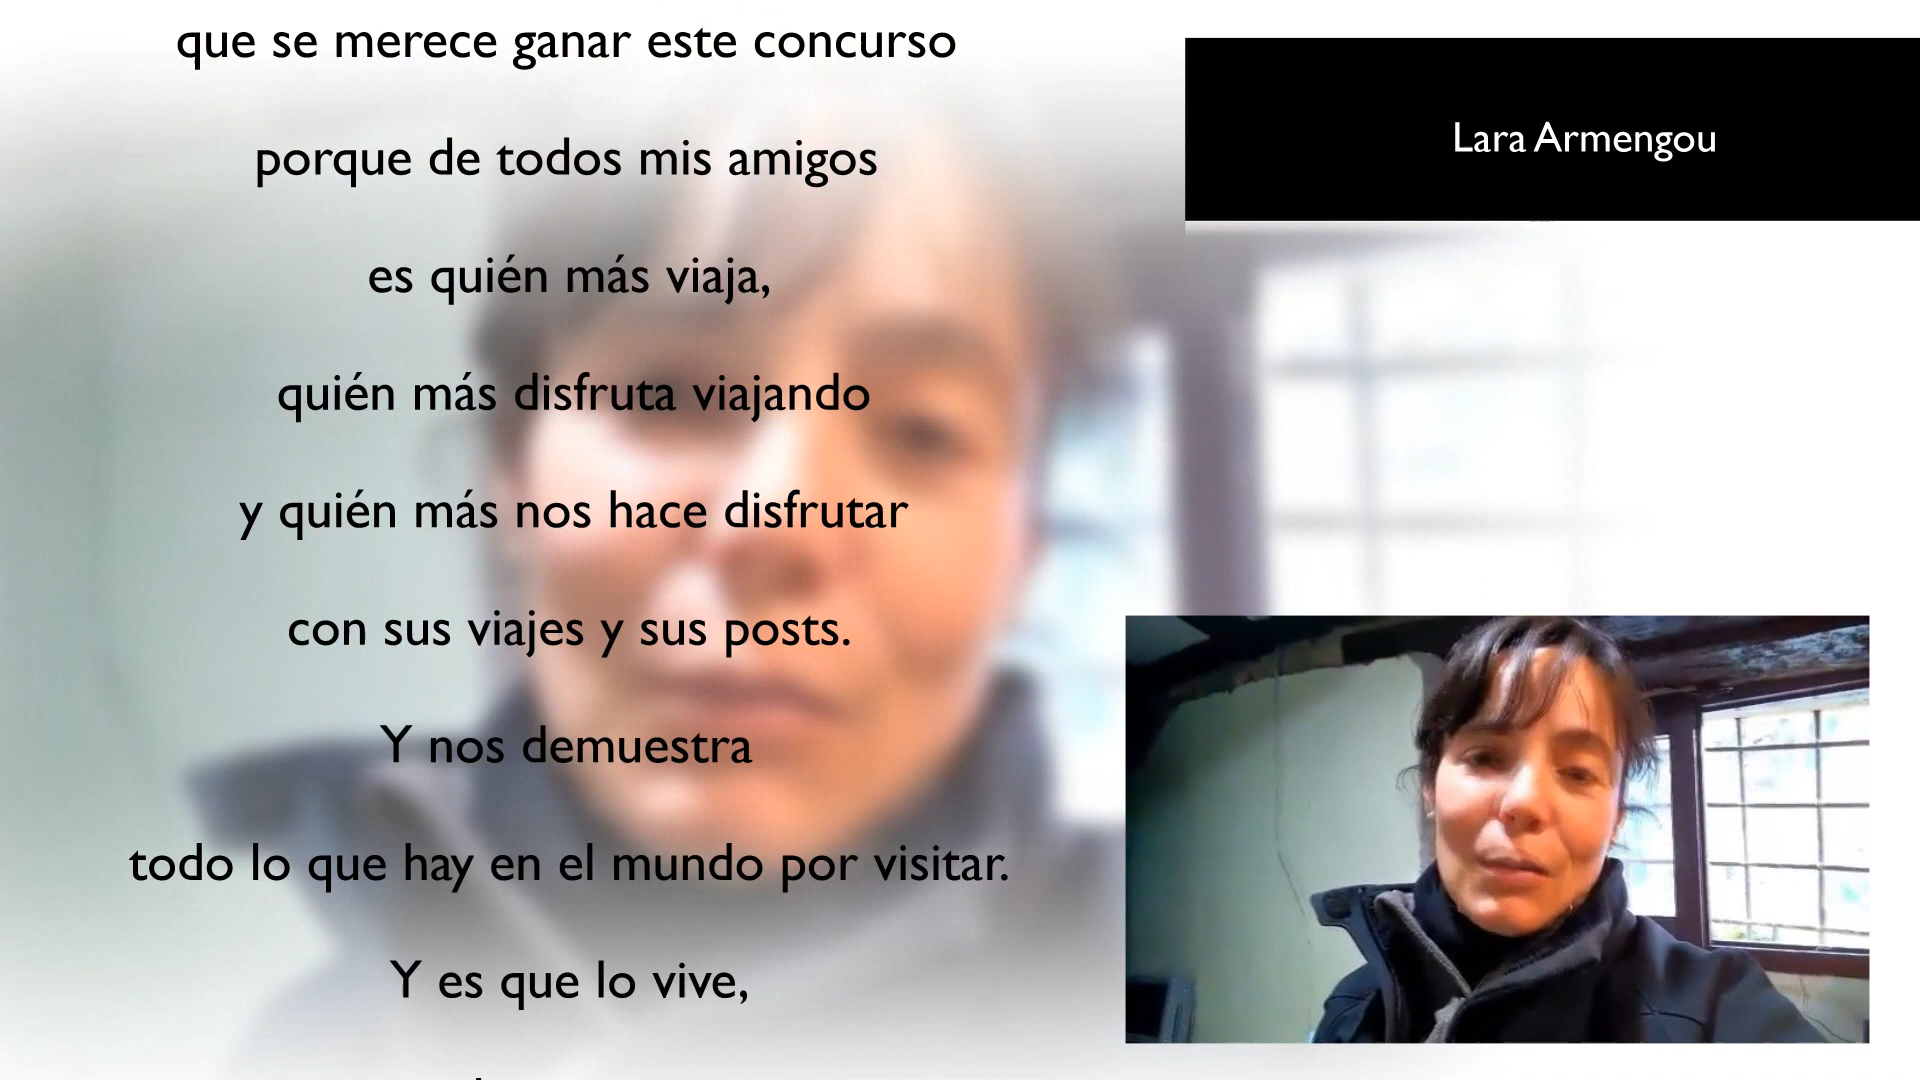 que se merece ganar este concurso
porque de todos mis amigos
es quién más viaja,
quién más disfruta viajando
y quién más nos hace disfrutar
con sus viajes y sus posts.
Y nos demuestra
todo lo que hay en el mundo por visitar.
Y es que lo vive,
Lara Armengou